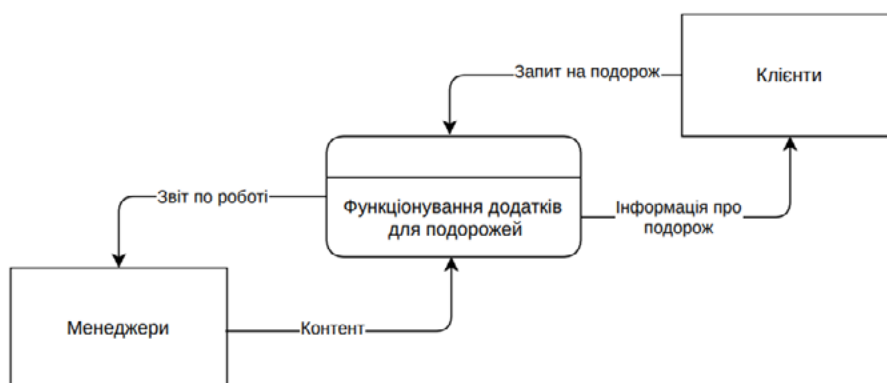 Запит на подорож
Клієнти
Звіт по роботі
Функціонування додатків
для подорожей
Інформація про
подорож
Менеджери
Контент